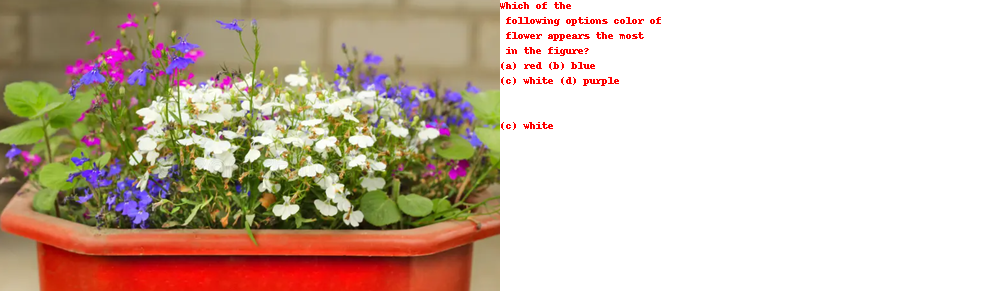 Which of the
following options color of
flower appears the most
in the figure?
(a) red (b) blue
(c) white (d) purple
(c) white